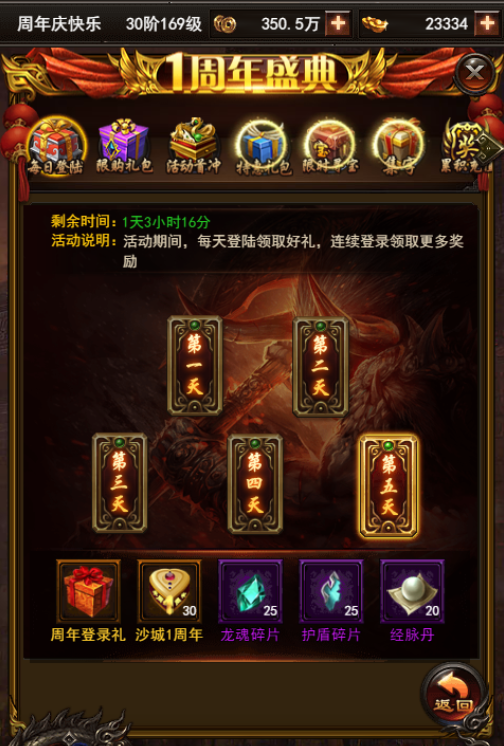 周年庆快乐 30阶169级 350.5万 23334
1周年盛典
每日登陆 限购礼包 活动首冲 特惠礼包 限时寻宝 集字 累积充
剩余时间：1天3小时16分
活动说明：活动期间，每天登陆领取好礼，连续登录领取更多奖
励
第一天 第二天
第三天 第四天 第五天
30 25 25 20
周年登录礼 沙城1周年 龙魂碎片 护盾碎片 经脉丹
返回